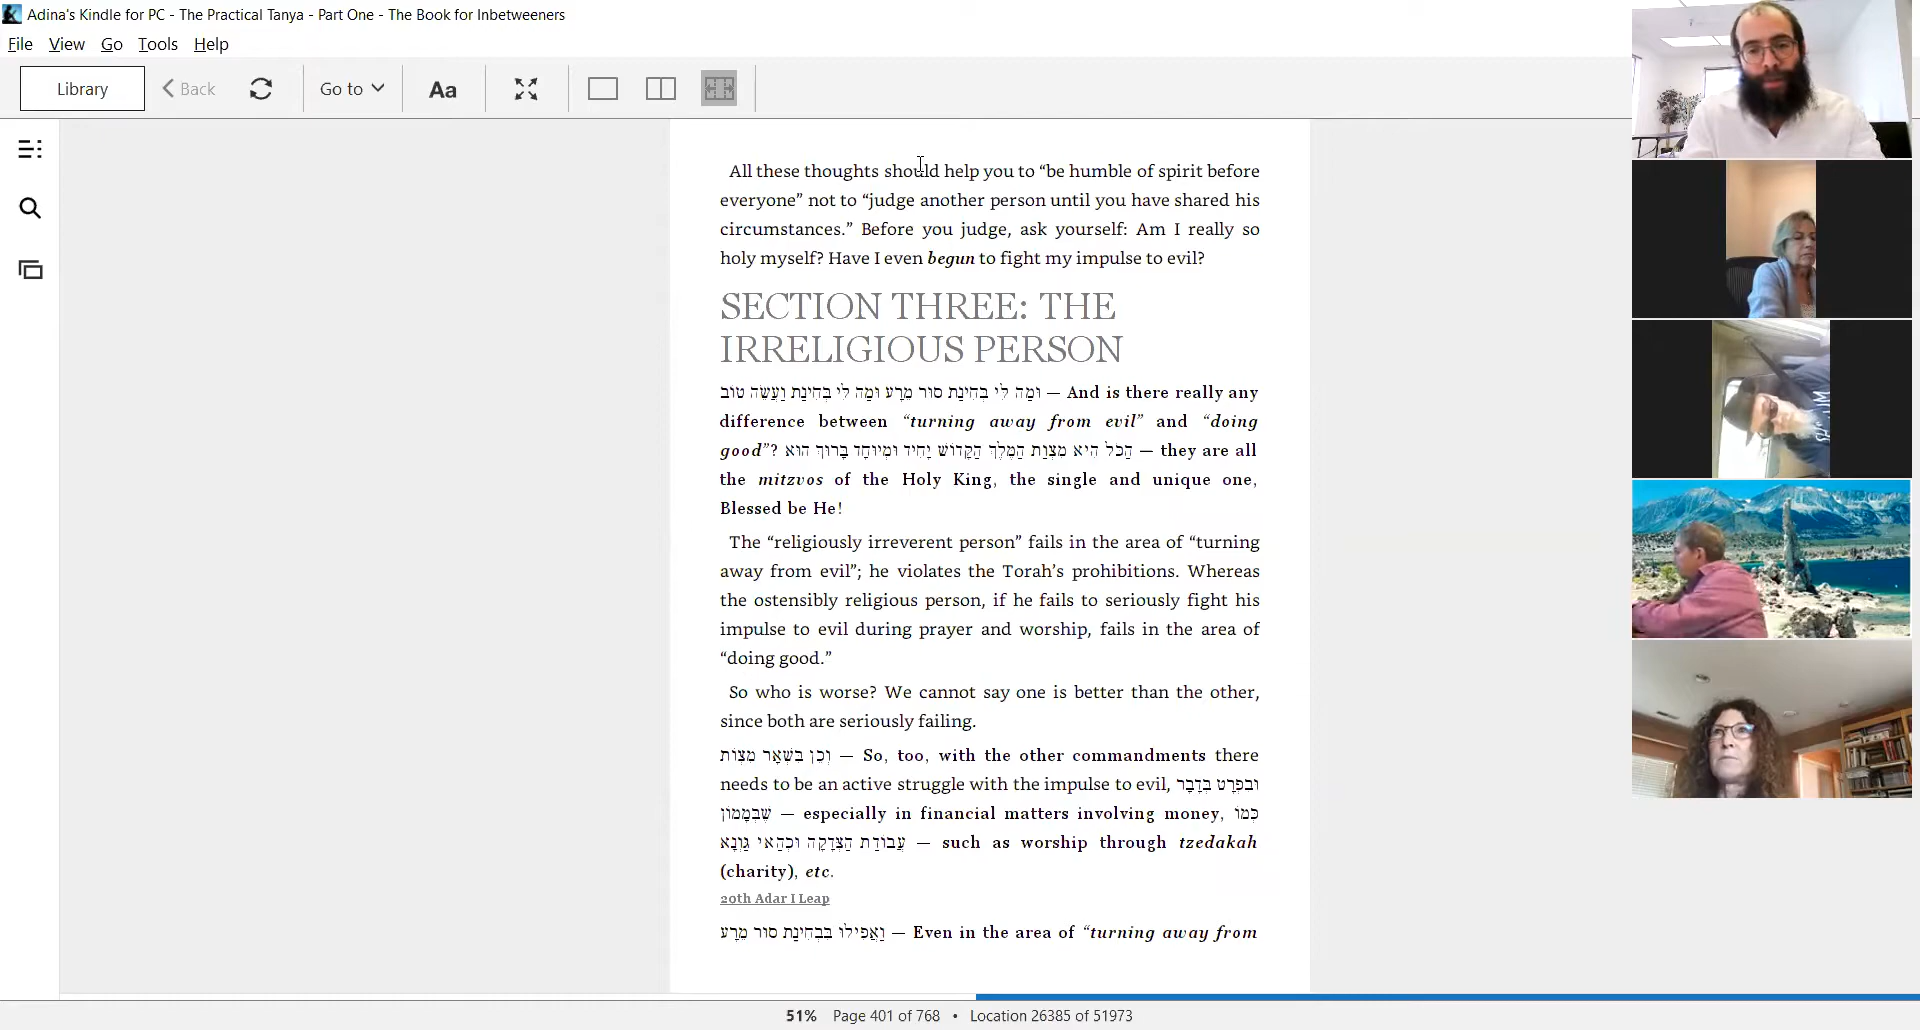 Adina's Kindle for PC - The Practical Tanya - Part One - The Book for Inbetweeners
File View Go Tools Help
Library Back Go to Aa
All these thoughts should help you to “be humble of spirit before
everyone” not to “judge another person until you have shared his
circumstances.” Before you judge, ask yourself: Am I really so
holy myself? Have I even begun to fight my impulse to evil?
SECTION THREE: THE
IRRELIGIOUS PERSON
וּמַה לִּי בְּחִינַת סוּר מֵרָע וּמַה לִּי בְּחִינַת וַעֲשֵׂה טוֹב — And is there really any
difference between “turning away from evil” and “doing
good”? הַכֹּל הִיא מִצְוַת הַמֶּלֶךְ הַקָּדוֹשׁ יָחִיד וּמְיוּחָד בָּרוּךְ הוּא — they are all
the mitzvos of the Holy King, the single and unique one,
Blessed be He!
The “religiously irreverent person” fails in the area of “turning
away from evil”; he violates the Torah’s prohibitions. Whereas
the ostensibly religious person, if he fails to seriously fight his
impulse to evil during prayer and worship, fails in the area of
“doing good.”
So who is worse? We cannot say one is better than the other,
since both are seriously failing.
וְכֵן בִּשְׁאָר מִצְוֹת — So, too, with the other commandments there
needs to be an active struggle with the impulse to evil, וּבִפְרָט בִּדְבַר
שֶׁבְּמָמוֹן — especially in financial matters involving money, כְּמוֹ
עֲבוֹדַת הַצְּדָקָה וּכְהַאי גַּוְונָא — such as worship through tzedakah
(charity), etc.
20th Adar I Leap
וַאֲפִילוּ בִּבְחִינַת סוּר מֵרָע — Even in the area of “turning away from
51% Page 401 of 768 • Location 26385 of 51973